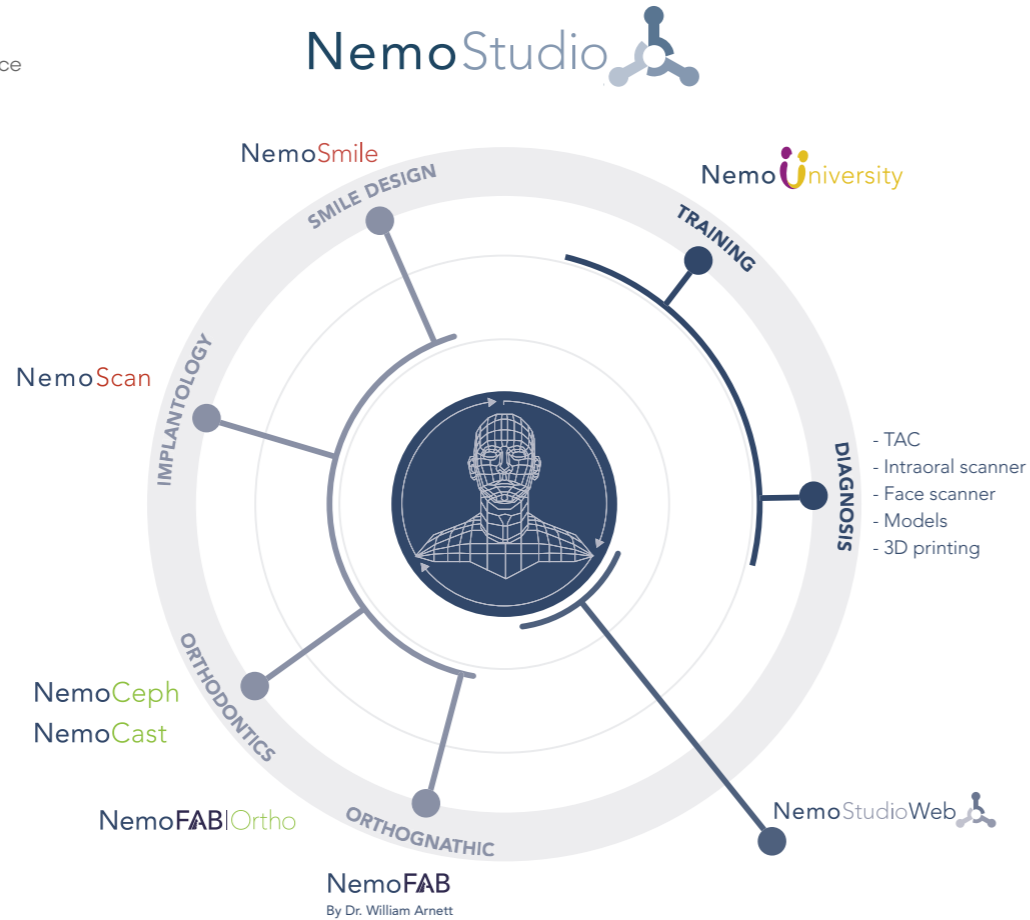 ce
NemoStudio
NemoSmile
SMILE DESIGN
NemoUniversity
TRAINING
NemoScan
IMPLANTOLOGY
DIAGNOSIS
- TAC
- Intraoral scanner
- Face scanner
- Models
- 3D printing
ORTHODONTICS
NemoCeph
NemoCast
NemoFAB|Ortho
ORTHOGNATHIC
NemoStudioWeb
NemoFAB
By Dr. William Arnett